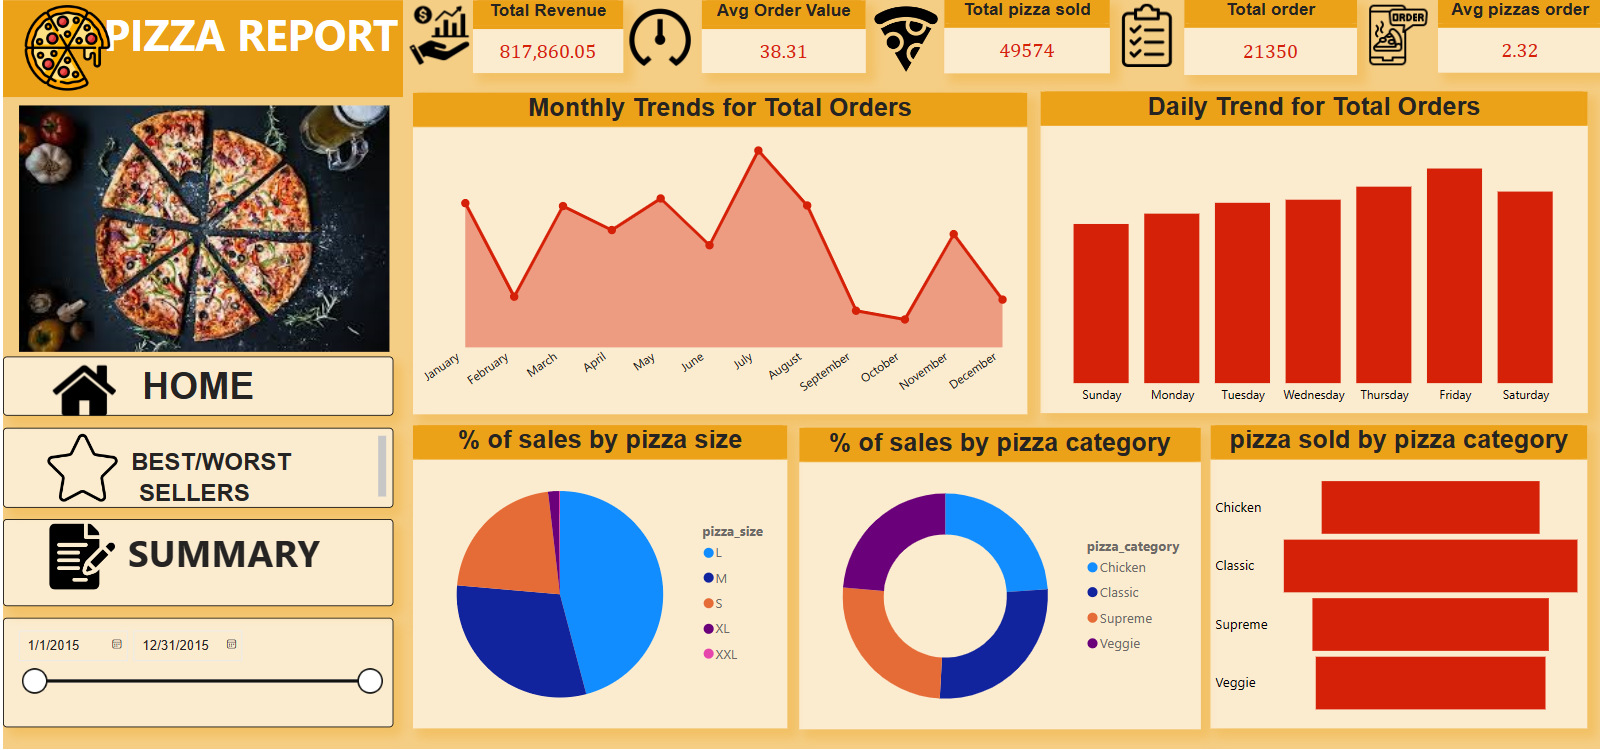 PIZZA REPORT
Total Revenue
817,860.05
Avg Order Value
38.31
Total pizza sold
49574
Total order
21350
ORDER
Avg pizzas order
2.32
HOME
BEST/WORST
SELLERS
SUMMARY
1/1/2015
12/31/2015
Monthly Trends for Total Orders
January
February
March
April
May
June
July
August
September
October
November
December
Daily Trend for Total Orders
Sunday
Monday
Tuesday
Wednesday
Thursday
Friday
Saturday
% of sales by pizza size
pizza_size
L
M
S
XL
XXL
% of sales by pizza category
pizza_category
Chicken
Classic
Supreme
Veggie
pizza sold by pizza category
Chicken
Classic
Supreme
Veggie